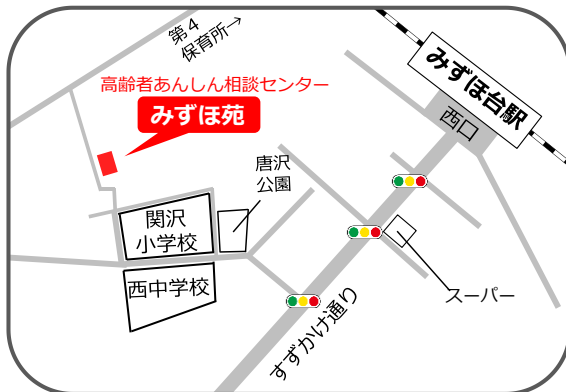 第４
保育所→
みずほ台駅
西口
高齢者あんしん相談センター
みずほ苑
唐沢
公園
関沢
小学校
西中学校
スーパー
すずかけ通り